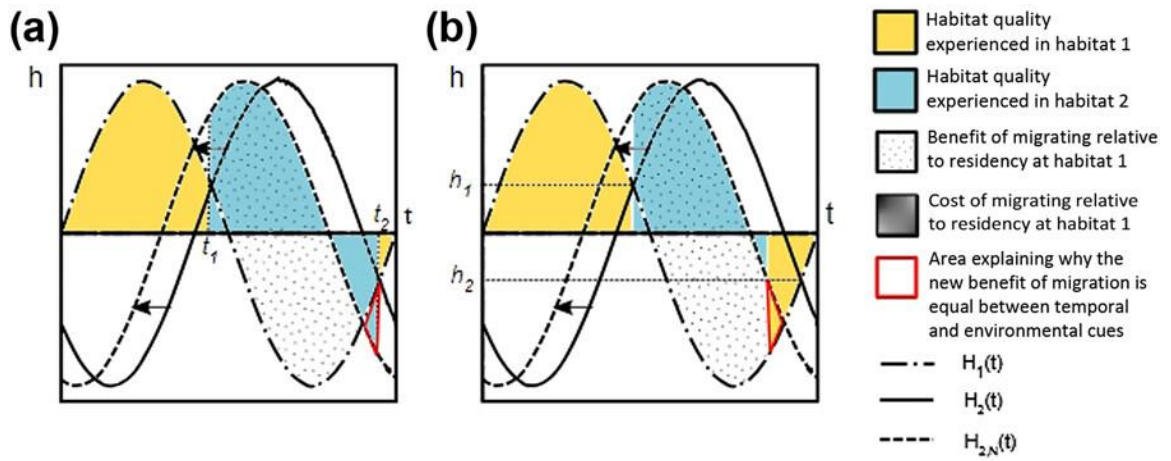 (a)
h
t₁
t₂
t
(b)
h
h₁
h₂
t
Habitat quality
experienced in habitat 1
Habitat quality
experienced in habitat 2
Benefit of migrating relative
to residency at habitat 1
Cost of migrating relative
to residency at habitat 1
Area explaining why the
new benefit of migration is
equal between temporal
and environmental cues
H₁(t)
H₂(t)
H₂,N(t)